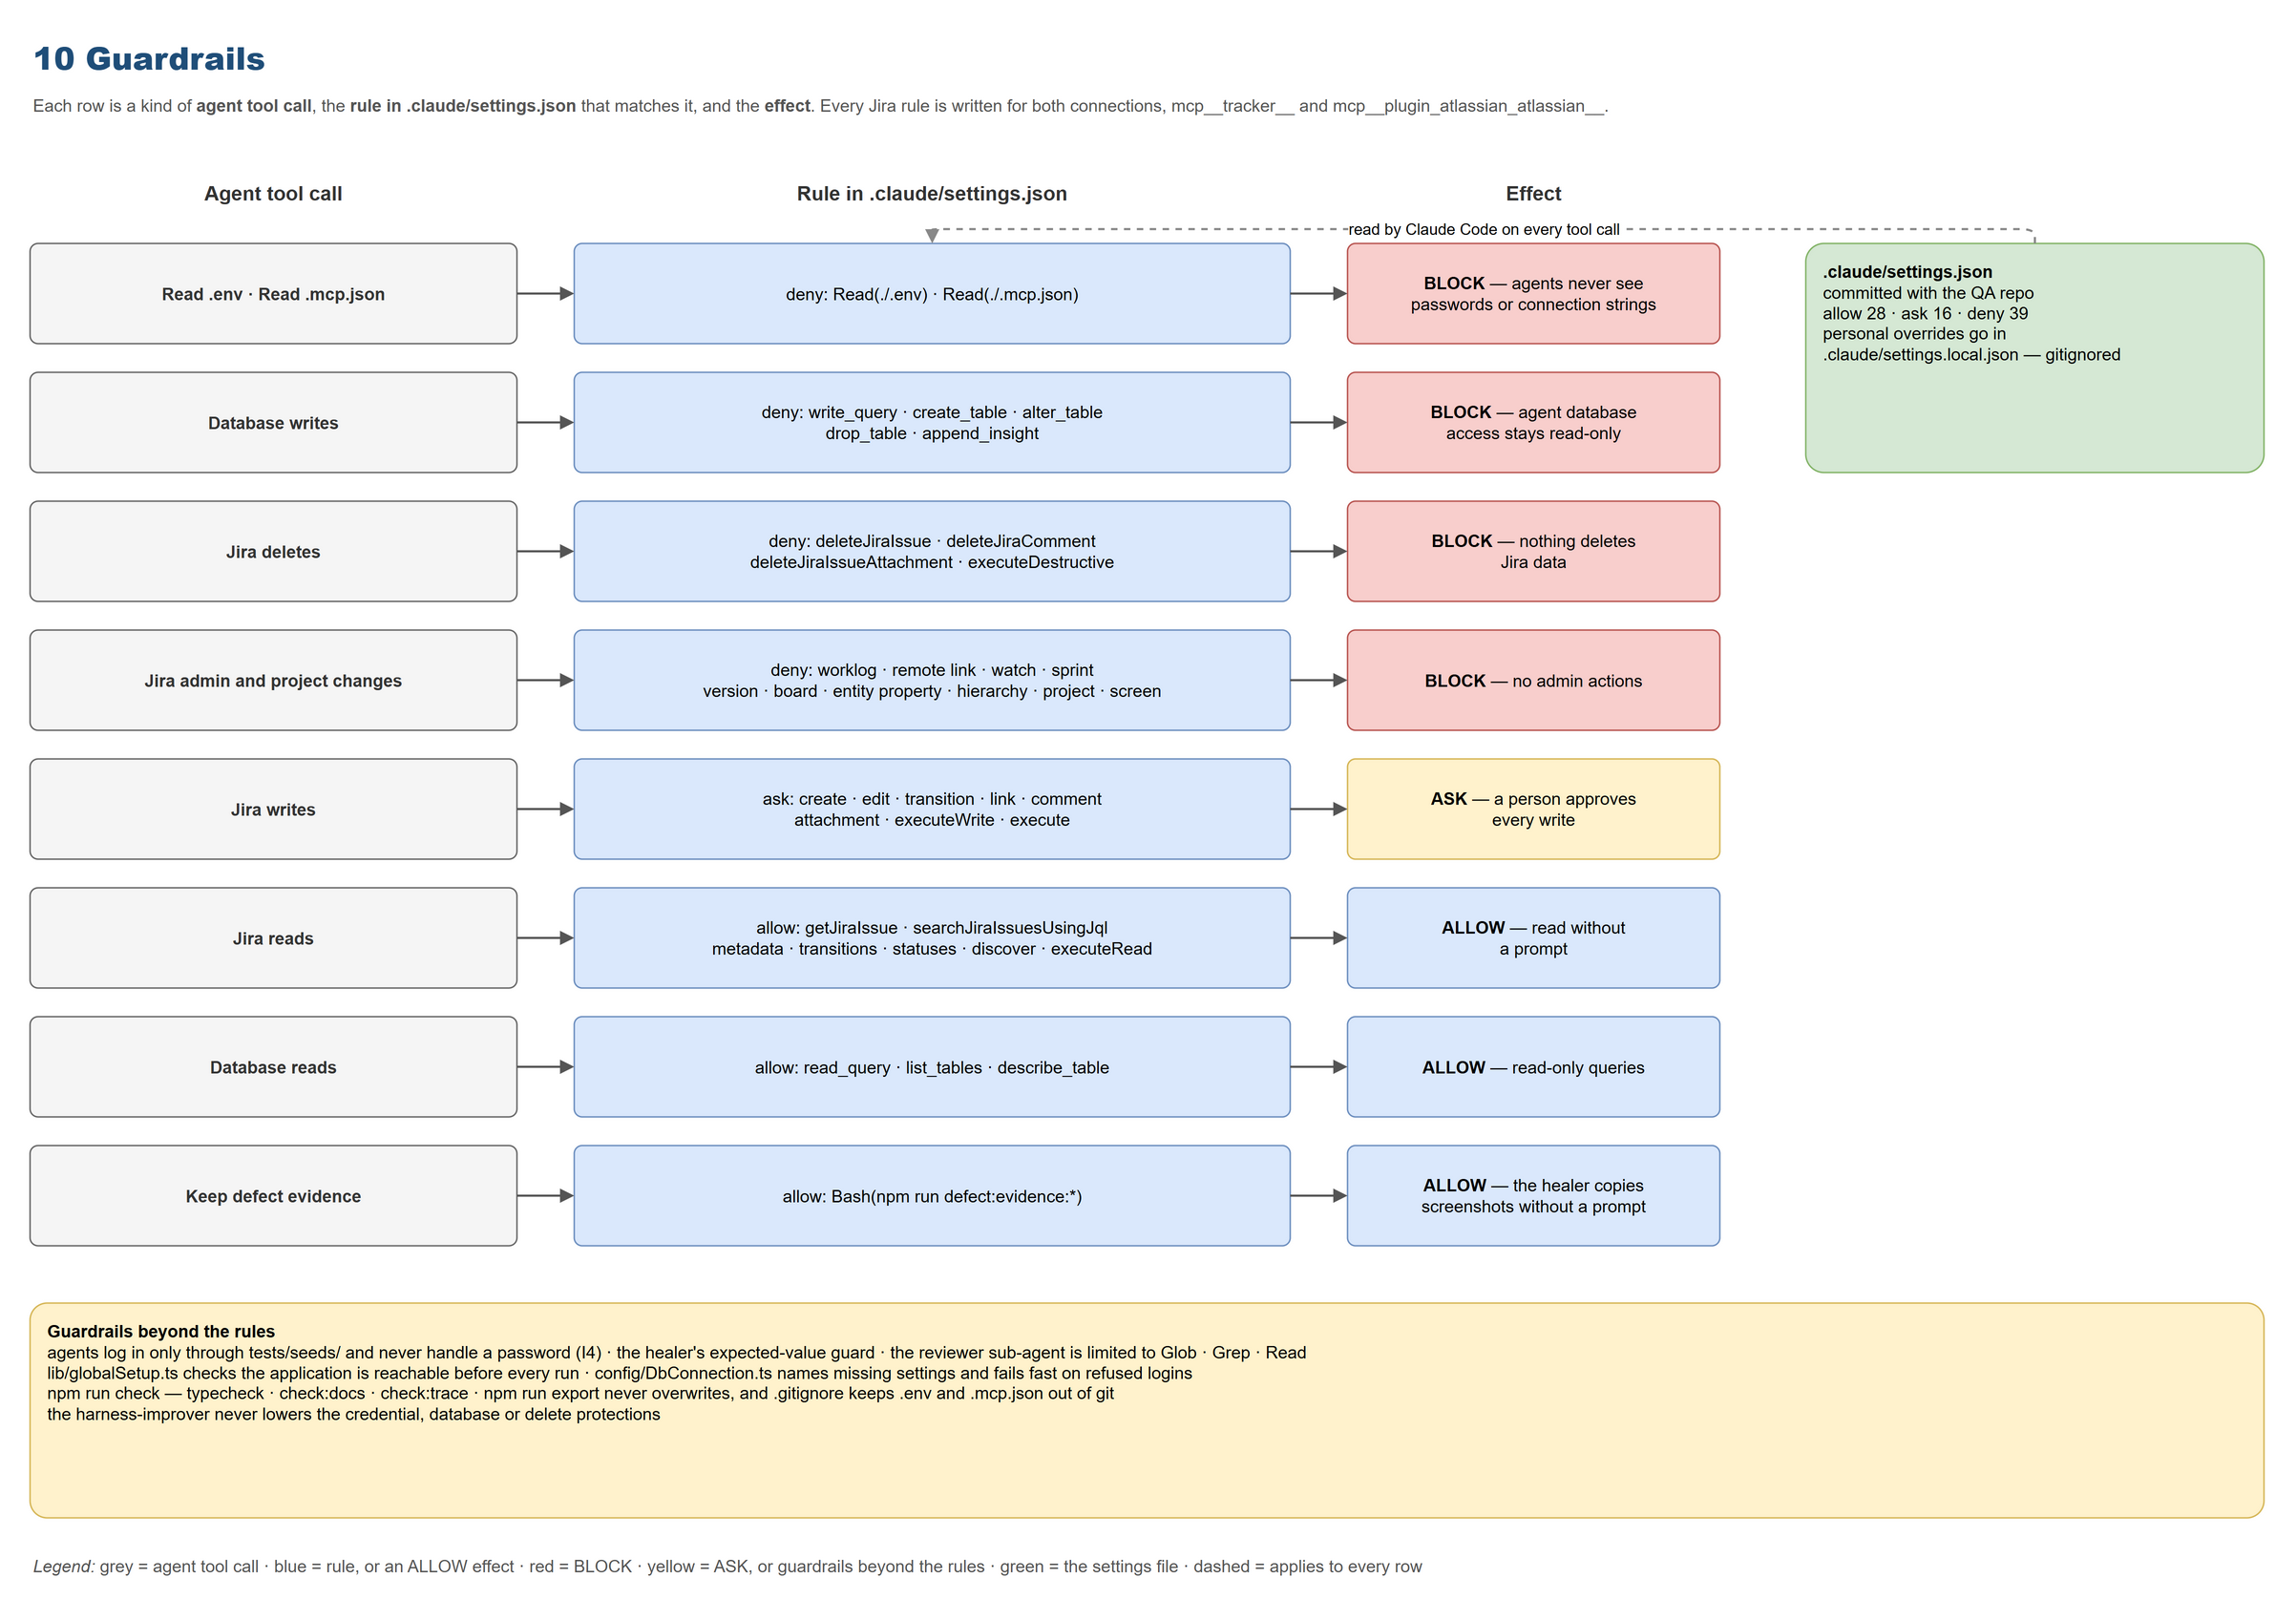 10 Guardrails
Each row is a kind of agent tool call, the rule in .claude/settings.json that matches it, and the effect. Every Jira rule is written for both connections, mcp__tracker__ and mcp__plugin_atlassian_atlassian__.
Agent tool call
Rule in .claude/settings.json
Effect
read by Claude Code on every tool call
Read .env · Read .mcp.json
deny: Read(./.env) · Read(./.mcp.json)
BLOCK — agents never see
passwords or connection strings
.claude/settings.json
committed with the QA repo
allow 28 · ask 16 · deny 39
personal overrides go in
.claude/settings.local.json — gitignored
Database writes
deny: write_query · create_table · alter_table
drop_table · append_insight
BLOCK — agent database
access stays read-only
Jira deletes
deny: deleteJiraIssue · deleteJiraComment
deleteJiraIssueAttachment · executeDestructive
BLOCK — nothing deletes
Jira data
Jira admin and project changes
deny: worklog · remote link · watch · sprint
version · board · entity property · hierarchy · project · screen
BLOCK — no admin actions
Jira writes
ask: create · edit · transition · link · comment
attachment · executeWrite · execute
ASK — a person approves
every write
Jira reads
allow: getJiraIssue · searchJiraIssuesUsingJql
metadata · transitions · statuses · discover · executeRead
ALLOW — read without
a prompt
Database reads
allow: read_query · list_tables · describe_table
ALLOW — read-only queries
Keep defect evidence
allow: Bash(npm run defect:evidence:*)
ALLOW — the healer copies
screenshots without a prompt
Guardrails beyond the rules
agents log in only through tests/seeds/ and never handle a password (I4) · the healer's expected-value guard · the reviewer sub-agent is limited to Glob · Grep · Read
lib/globalSetup.ts checks the application is reachable before every run · config/DbConnection.ts names missing settings and fails fast on refused logins
npm run check — typecheck · check:docs · check:trace · npm run export never overwrites, and .gitignore keeps .env and .mcp.json out of git
the harness-improver never lowers the credential, database or delete protections
Legend: grey = agent tool call · blue = rule, or an ALLOW effect · red = BLOCK · yellow = ASK, or guardrails beyond the rules · green = the settings file · dashed = applies to every row